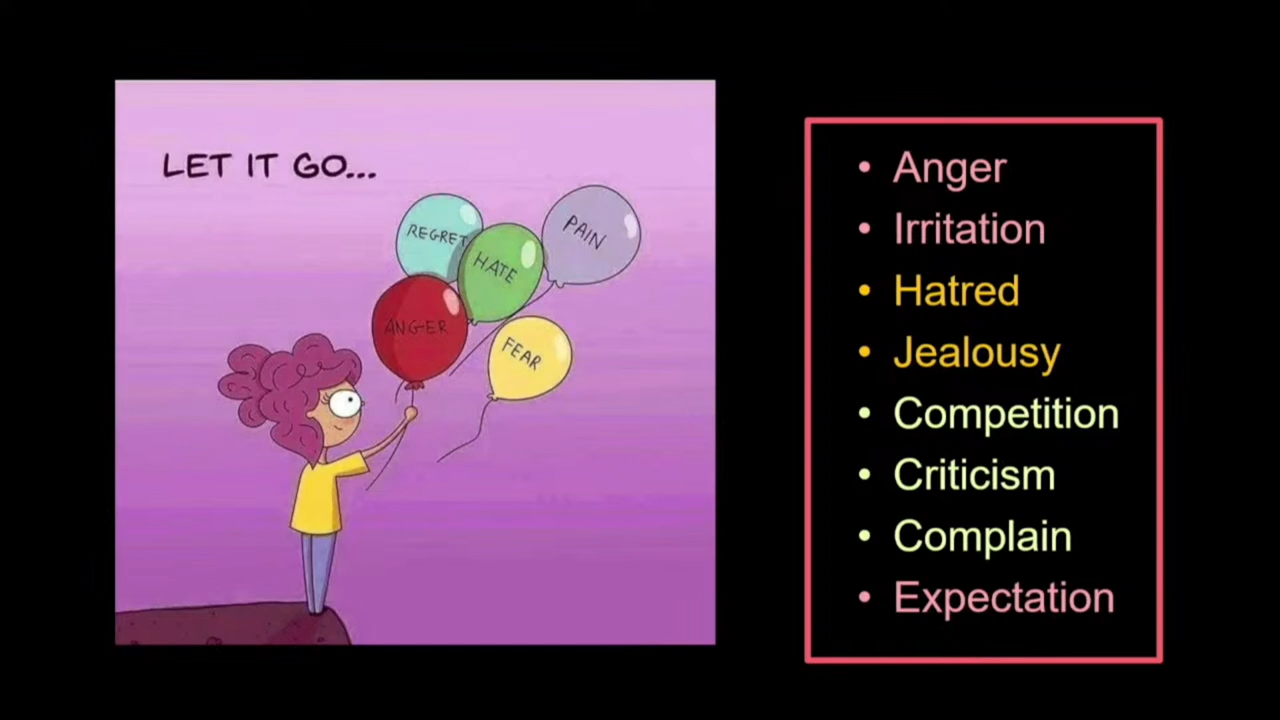 LET IT GO...
REGRET
HATE
PAIN
ANGER
FEAR
• Anger
• Irritation
• Hatred
• Jealousy
• Competition
• Criticism
• Complain
• Expectation